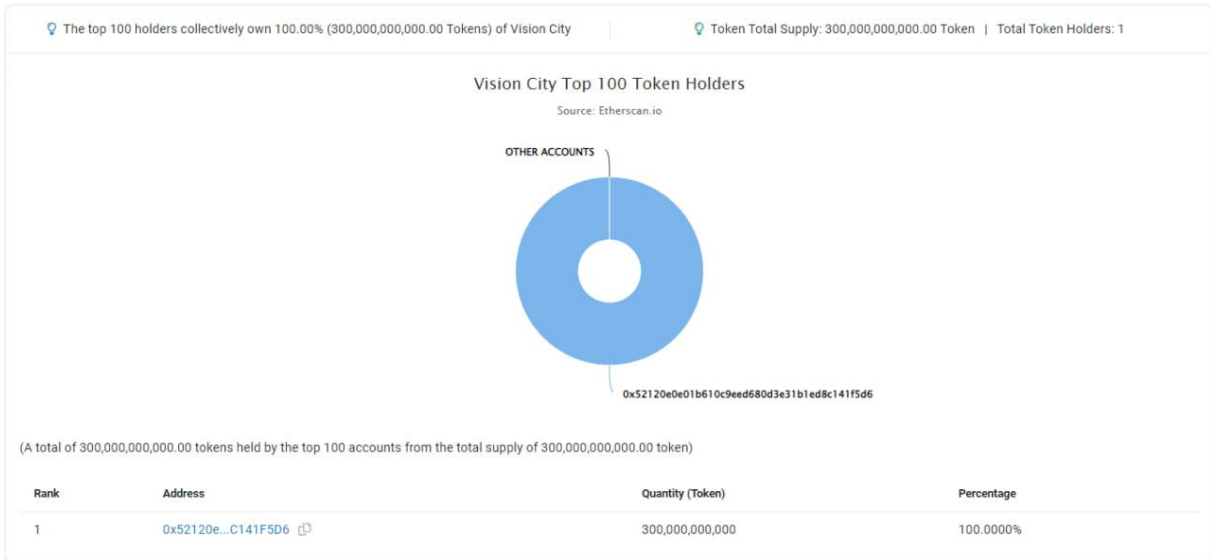 The top 100 holders collectively own 100.00% (300,000,000,000.00 Tokens) of Vision City
Token Total Supply: 300,000,000,000.00 Token | Total Token Holders: 1
Vision City Top 100 Token Holders
Source: Etherscan.io
OTHER ACCOUNTS
0x52120e0e01b610c9eed680d3e31b1ed8c141f5d6
(A total of 300,000,000,000.00 tokens held by the top 100 accounts from the total supply of 300,000,000,000.00 token)
Rank Address Quantity (Token) Percentage
1 0x52120e...C141F5D6 300,000,000,000 100.0000%